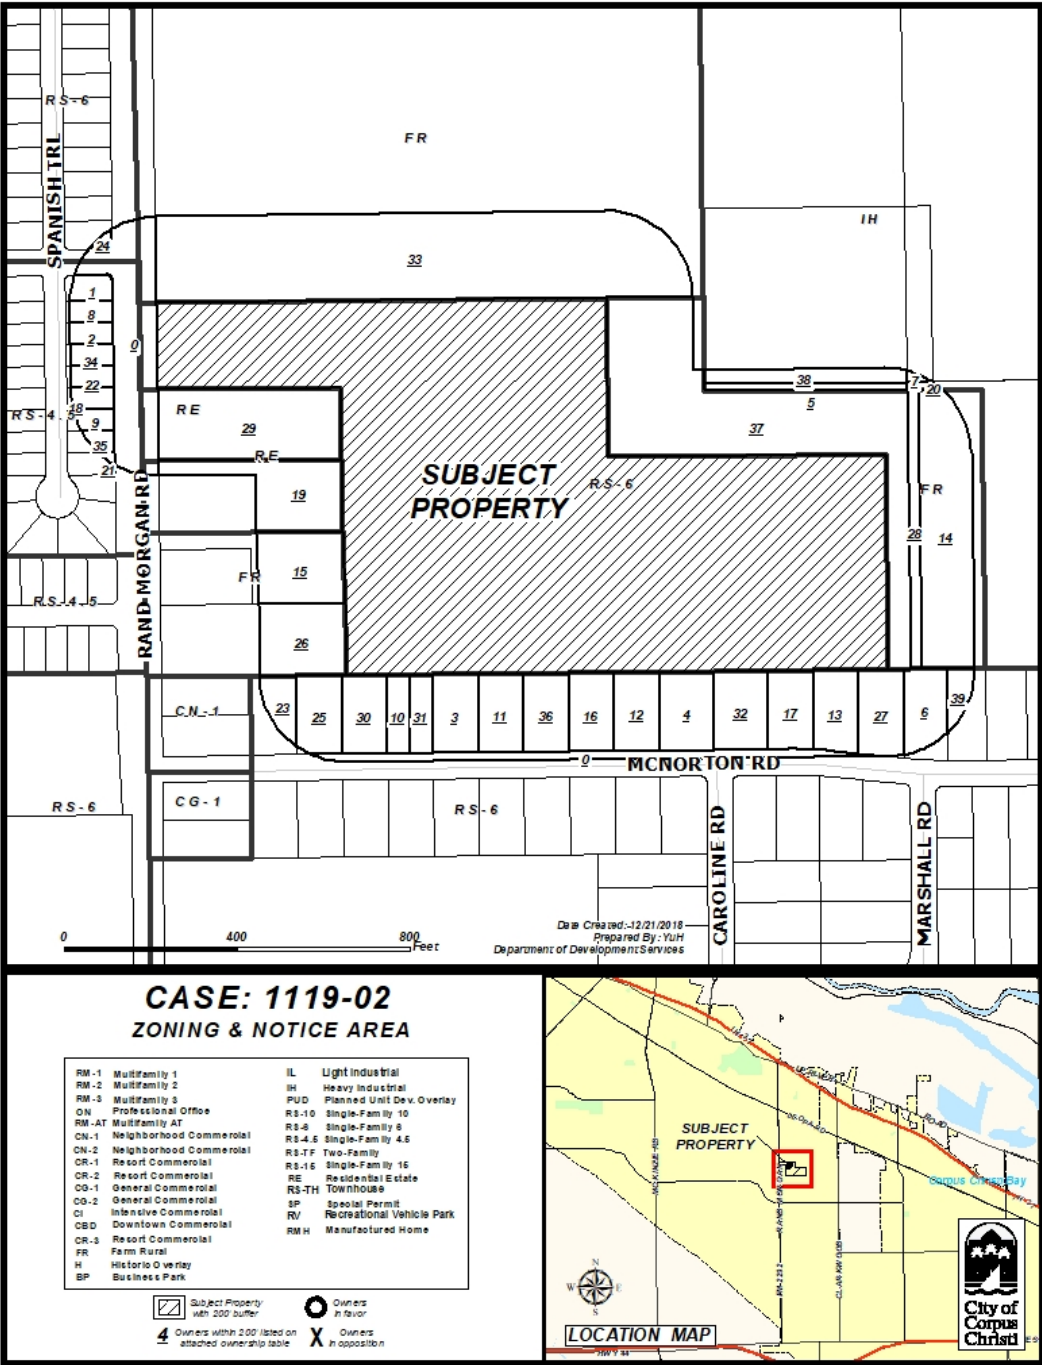 RS-6
SPANISH TRL
FR
IH
24
33
1
8
2
0
34
22
18
RS-4.5
9
35
21
38
7
20
5
RE
29
37
RE
SUBJECT
PROPERTY
RS-6
19
FR
28
14
RAND MORGAN RD
15
FR
RS-4.5
26
CN-1
23
25
30
10
31
3
11
36
16
12
4
32
17
13
27
6
39
0
MCNORTON RD
RS-6
CG-1
RS-6
CAROLINE RD
MARSHALL RD
0
400
800
Feet
Date Created: 12/21/2018
Prepared By: YuH
Department of Development Services
CASE: 1119-02
ZONING & NOTICE AREA
RM-1 Multifamily 1
RM-2 Multifamily 2
RM-3 Multifamily 3
ON Professional Office
RM-AT Multifamily AT
CN-1 Neighborhood Commercial
CN-2 Neighborhood Commercial
CR-1 Resort Commercial
CR-2 Resort Commercial
CG-1 General Commercial
CG-2 General Commercial
CI Intensive Commercial
CBD Downtown Commercial
CR-3 Resort Commercial
FR Farm Rural
H Historic Overlay
BP Business Park
IL Light Industrial
IH Heavy Industrial
PUD Planned Unit Dev. Overlay
RS-10 Single-Family 10
RS-6 Single-Family 6
RS-4.5 Single-Family 4.5
RS-TF Two-Family
RS-15 Single-Family 15
RE Residential Estate
RS-TH Townhouse
SP Special Permit
RV Recreational Vehicle Park
RMH Manufactured Home
Subject Property
with 200' buffer
Owners
in favor
4 Owners within 200' listed on
attached ownership table
X Owners
in opposition
SUBJECT
PROPERTY
Corpus Christi Bay
ROAD
N
W E
S
LOCATION MAP
HWY 44
City of
Corpus
Christi